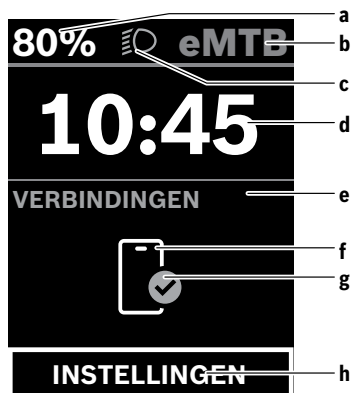 80% eMTB
10:45
VERBINDINGEN
INSTELLINGEN
a
b
c
d
e
f
g
h